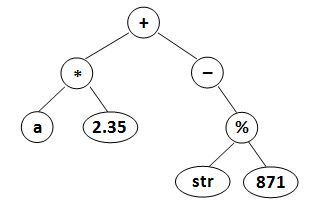 +
* −
a 2.35 %
str 871